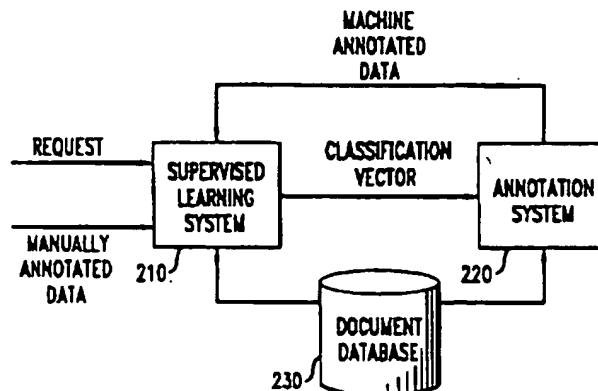 MACHINE
ANNOTATED
DATA
REQUEST
SUPERVISED
LEARNING
SYSTEM
CLASSIFICATION
VECTOR
ANNOTATION
SYSTEM
MANUALLY
ANNOTATED
DATA
210
220
DOCUMENT
DATABASE
230